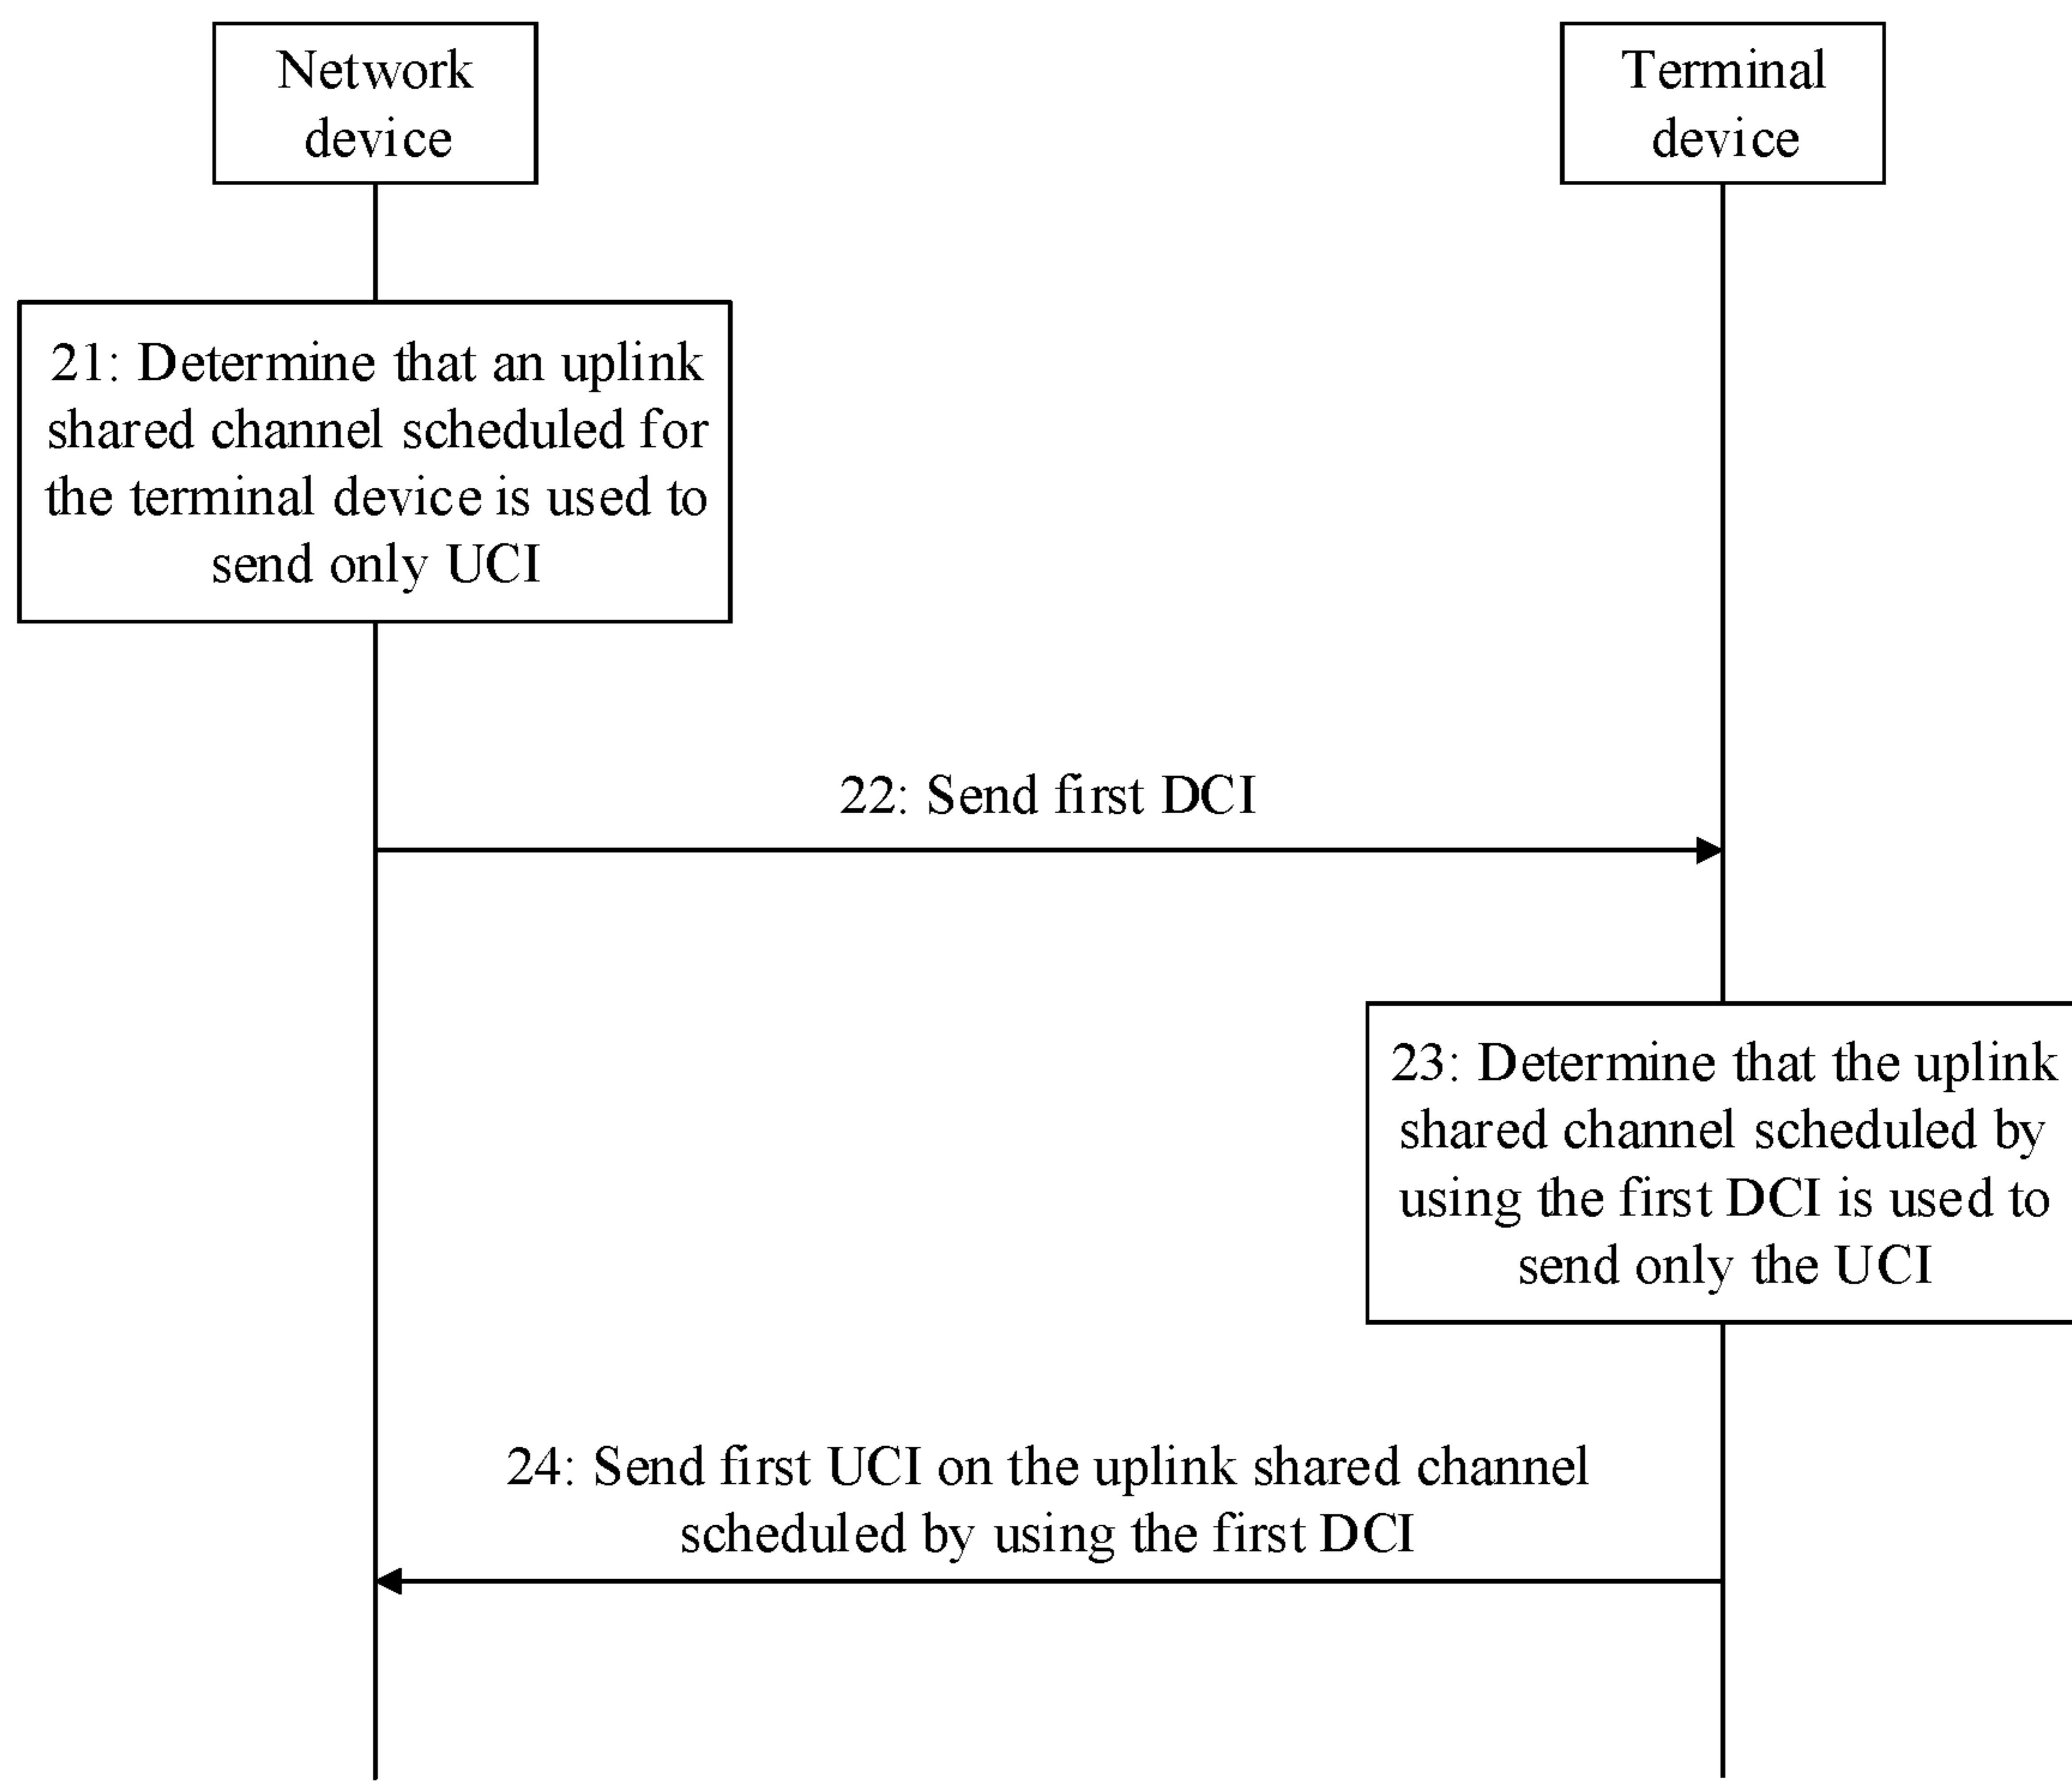 Network
device
Terminal
device
21: Determine that an uplink
shared channel scheduled for
the terminal device is used to
send only UCI
22: Send first DCI
23: Determine that the uplink
shared channel scheduled by
using the first DCI is used to
send only the UCI
24: Send first UCI on the uplink shared channel
scheduled by using the first DCI